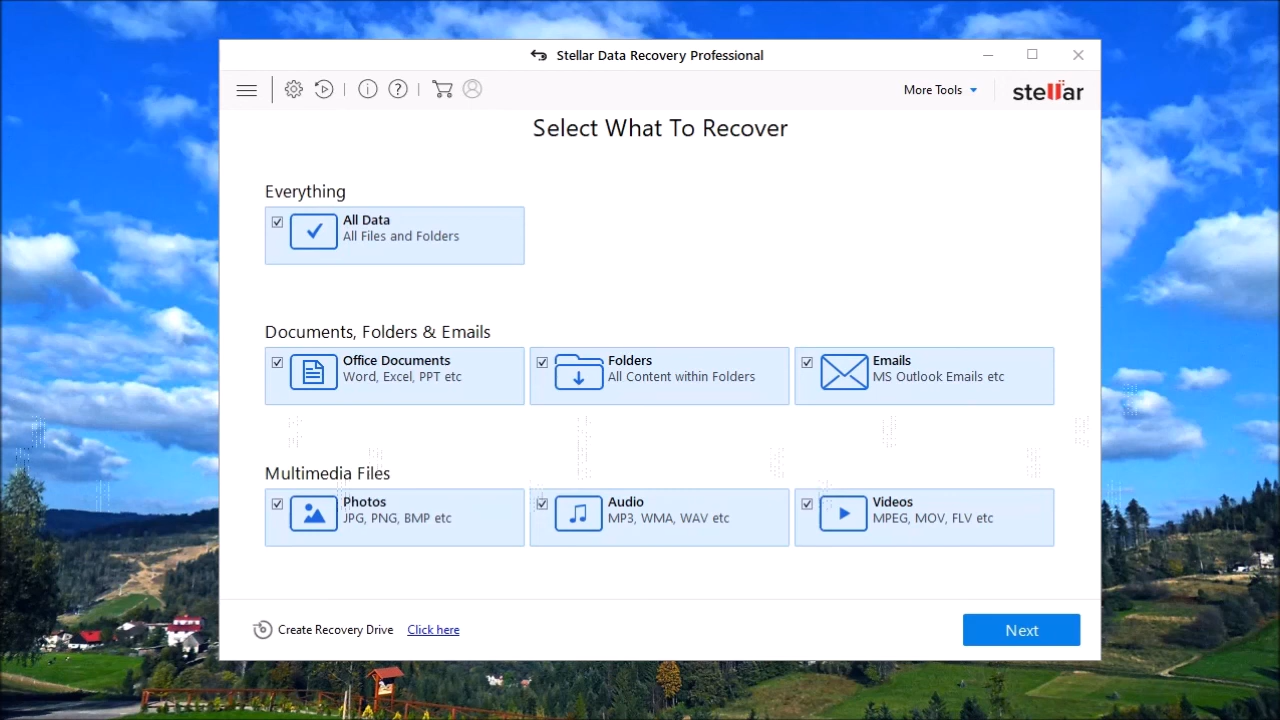 Stellar Data Recovery Professional
More Tools
stellar
Select What To Recover
Everything
All Data
All Files and Folders
Documents, Folders & Emails
Office Documents
Word, Excel, PPT etc
Folders
All Content within Folders
Emails
MS Outlook Emails etc
Multimedia Files
Photos
JPG, PNG, BMP etc
Audio
MP3, WMA, WAV etc
Videos
MPEG, MOV, FLV etc
Create Recovery Drive Click here
Next